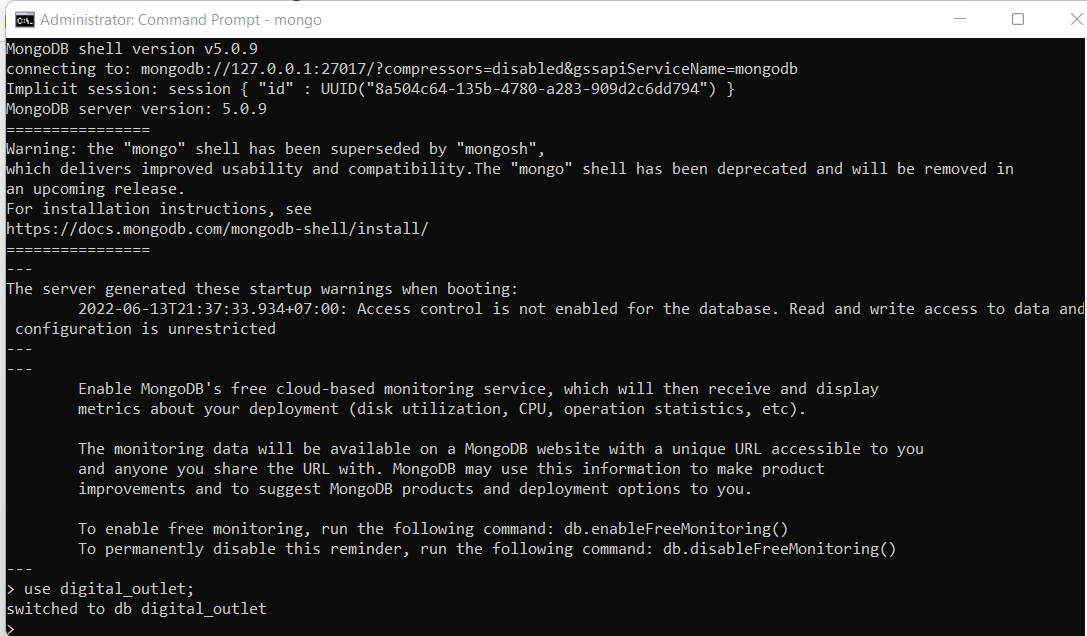 Administrator: Command Prompt - mongo
MongoDB shell version v5.0.9
connecting to: mongodb://127.0.0.1:27017/?compressors=disabled&gssapiServiceName=mongodb
Implicit session: session { "id" : UUID("8a504c64-135b-4780-a283-909d2c6dd794") }
MongoDB server version: 5.0.9
================
Warning: the "mongo" shell has been superseded by "mongosh",
which delivers improved usability and compatibility.The "mongo" shell has been deprecated and will be removed in
an upcoming release.
For installation instructions, see
https://docs.mongodb.com/mongodb-shell/install/
================
---
The server generated these startup warnings when booting:
        2022-06-13T21:37:33.934+07:00: Access control is not enabled for the database. Read and write access to data and
 configuration is unrestricted
---
---
        Enable MongoDB's free cloud-based monitoring service, which will then receive and display
        metrics about your deployment (disk utilization, CPU, operation statistics, etc).

        The monitoring data will be available on a MongoDB website with a unique URL accessible to you
        and anyone you share the URL with. MongoDB may use this information to make product
        improvements and to suggest MongoDB products and deployment options to you.

        To enable free monitoring, run the following command: db.enableFreeMonitoring()
        To permanently disable this reminder, run the following command: db.disableFreeMonitoring()
---
> use digital_outlet;
switched to db digital_outlet
>